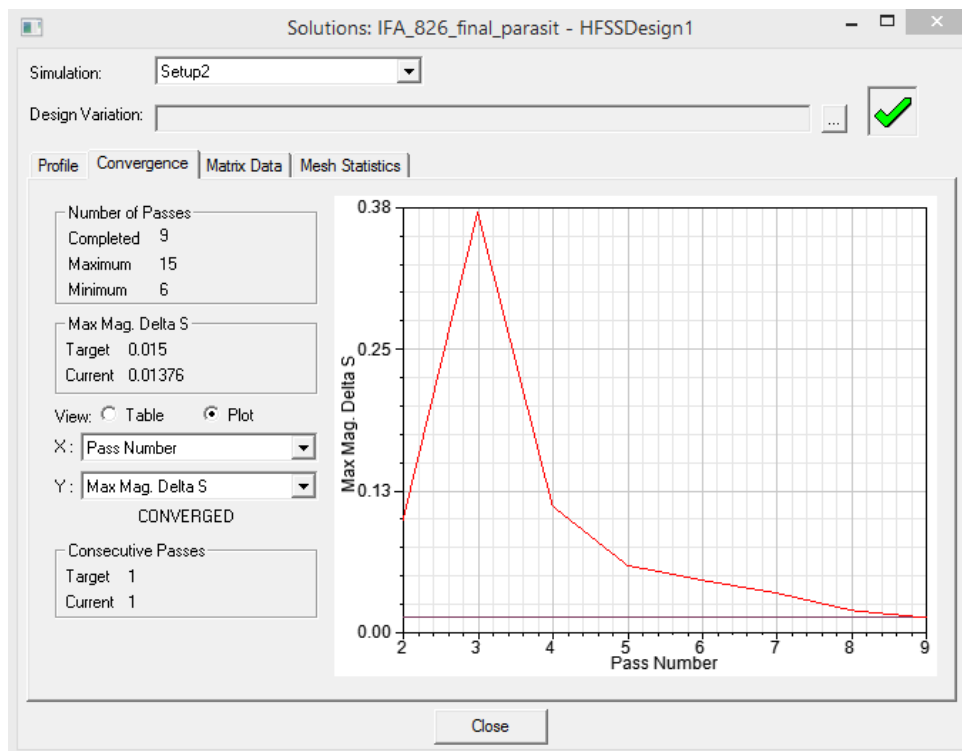 Solutions: IFA_826_final_parasit - HFSSDesign1
Simulation: Setup2
Design Variation: ...
Profile Convergence Matrix Data Mesh Statistics
Number of Passes
Completed 9
Maximum 15
Minimum 6
Max Mag. Delta S
Target 0.015
Current 0.01376
View: Table Plot
X: Pass Number
Y: Max Mag. Delta S
CONVERGED
Consecutive Passes
Target 1
Current 1
0.38
0.25
0.13
0.00
Max Mag. Delta S
2 3 4 5 6 7 8 9
Pass Number
Close